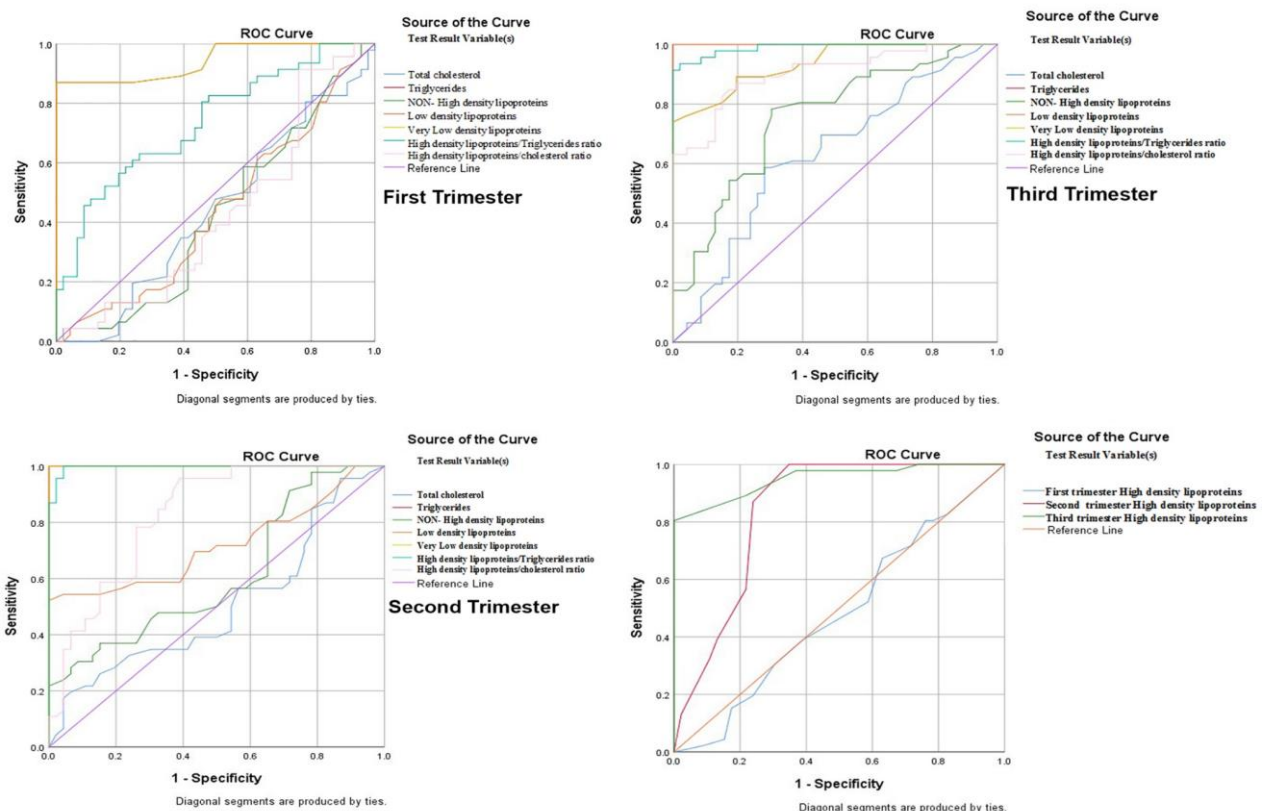 ROC Curve
Source of the Curve
Test Result Variable(s)
Total cholesterol
Triglycerides
NON- High density lipoproteins
Low density lipoproteins
Very Low density lipoproteins
High density lipoproteins/Triglycerides ratio
High density lipoproteins/cholesterol ratio
Reference Line
First Trimester
Sensitivity
1.0
0.8
0.6
0.4
0.2
0.0
0.0 0.2 0.4 0.6 0.8 1.0
1 - Specificity
Diagonal segments are produced by ties.
ROC Curve
Source of the Curve
Test Result Variable(s)
Total cholesterol
Triglycerides
NON- High density lipoproteins
Low density lipoproteins
Very Low density lipoproteins
High density lipoproteins/Triglycerides ratio
High density lipoproteins/cholesterol ratio
Reference Line
Third Trimester
Sensitivity
1.0
0.8
0.6
0.4
0.2
0.0
0.0 0.2 0.4 0.6 0.8 1.0
1 - Specificity
Diagonal segments are produced by ties.
ROC Curve
Source of the Curve
Test Result Variable(s)
Total cholesterol
Triglycerides
NON- High density lipoproteins
Low density lipoproteins
Very Low density lipoproteins
High density lipoproteins/Triglycerides ratio
High density lipoproteins/cholesterol ratio
Reference Line
Second Trimester
Sensitivity
1.0
0.8
0.6
0.4
0.2
0.0
0.0 0.2 0.4 0.6 0.8 1.0
1 - Specificity
Diagonal segments are produced by ties.
ROC Curve
Source of the Curve
Test Result Variable(s)
First trimester High density lipoproteins
Second trimester High density lipoproteins
Third trimester High density lipoproteins
Reference Line
Sensitivity
1.0
0.8
0.6
0.4
0.2
0.0
0.0 0.2 0.4 0.6 0.8 1.0
1 - Specificity
Diagonal segments are produced by ties.